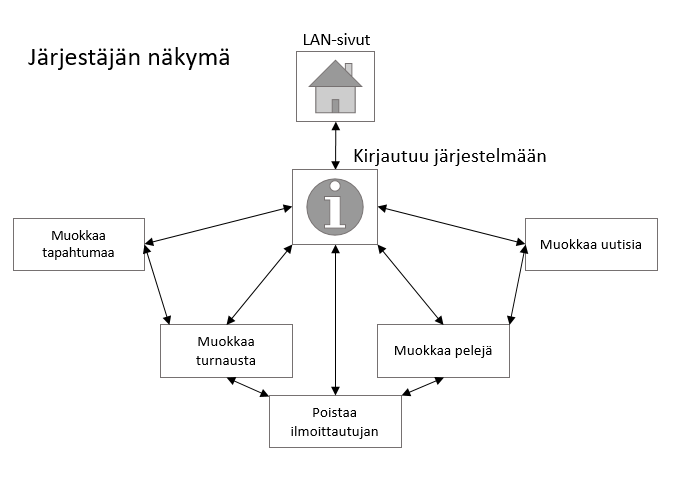 LAN-sivut
Järjestäjän näkymä
Kirjautuu järjestelmään
Muokkaa
tapahtumaa
Muokkaa uutisia
Muokkaa
turnausta
Muokkaa pelejä
Poistaa
ilmoittautujan